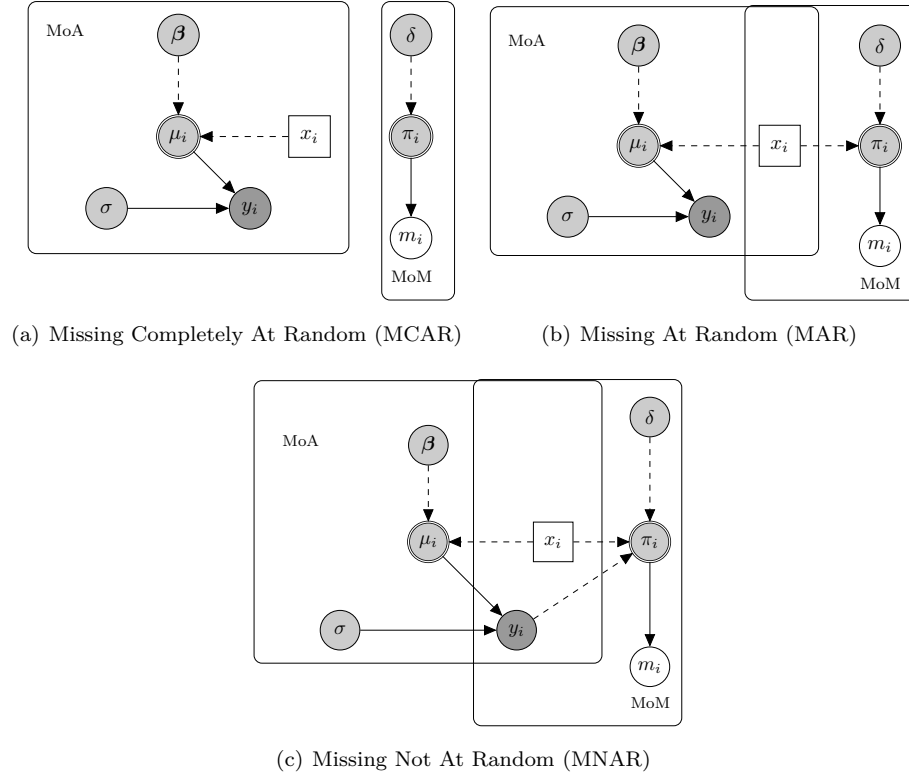 MoA
β
δ
μi
xi
πi
σ
yi
mi
MoM
(a) Missing Completely At Random (MCAR)
MoA
β
δ
μi
xi
πi
σ
yi
mi
MoM
(b) Missing At Random (MAR)
MoA
β
δ
μi
xi
πi
σ
yi
mi
MoM
(c) Missing Not At Random (MNAR)